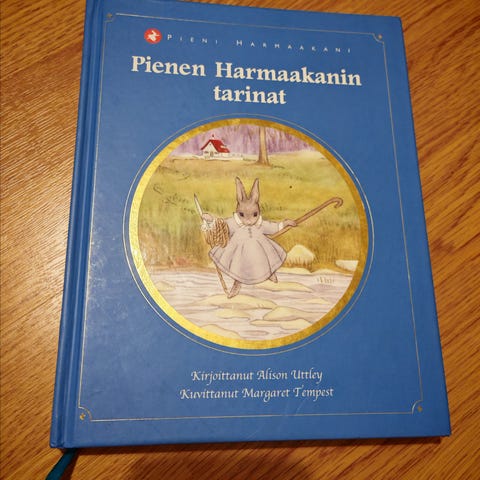 PIENI HARMAAKANI
Pienen Harmaakanin
tarinat
Kirjoittanut Alison Uttley
Kuvittanut Margaret Tempest